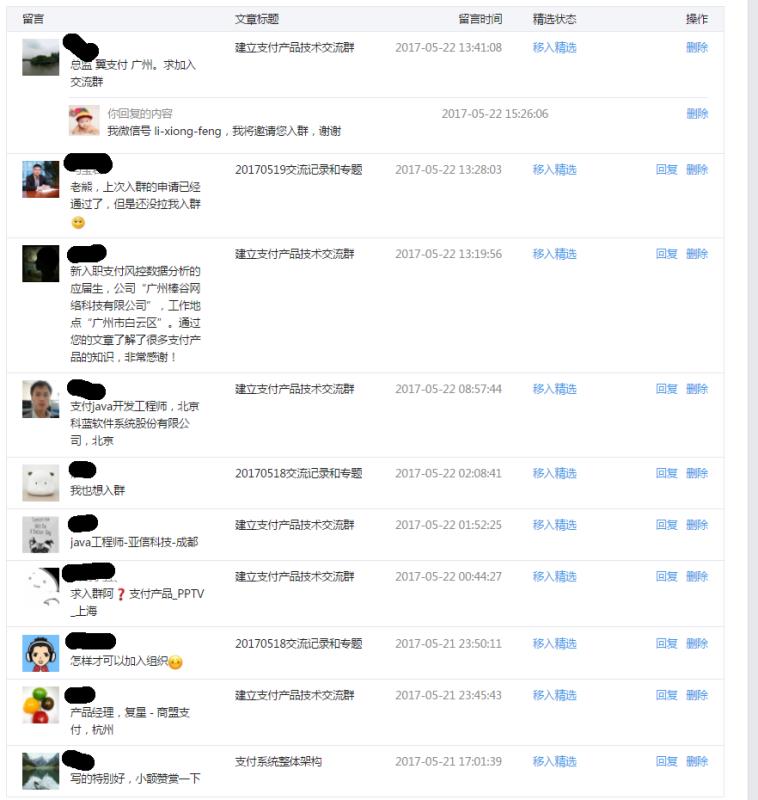 留言 文章标题 留言时间 精选状态 操作
建立支付产品技术交流群 2017-05-22 13:41:08 移入精选 删除
总监 翼支付 广州。求加入
交流群
你回复的内容 2017-05-22 15:26:06 删除
我微信号 li-xiong-feng，我将邀请您入群，谢谢
20170519交流记录和专题 2017-05-22 13:28:03 移入精选 回复 删除
老熊，上次入群的申请已经
通过了，但是还没拉我入群
😊
建立支付产品技术交流群 2017-05-22 13:19:56 移入精选 回复 删除
新入职支付风控数据分析的
应届生，公司“广州榛谷网
络科技有限公司”，工作地
点“广州市白云区”。通过
您的文章了解了很多支付产
品的知识，非常感谢！
建立支付产品技术交流群 2017-05-22 08:57:44 移入精选 回复 删除
支付java开发工程师，北京
科蓝软件系统股份有限公
司，北京
20170518交流记录和专题 2017-05-22 02:08:41 移入精选 回复 删除
我也想入群
建立支付产品技术交流群 2017-05-22 01:52:25 移入精选 回复 删除
java工程师-亚信科技-成都
建立支付产品技术交流群 2017-05-22 00:44:27 移入精选 回复 删除
求入群阿❓支付产品_PPTV
_上海
20170518交流记录和专题 2017-05-21 23:50:11 移入精选 回复 删除
怎样才可以加入组织😊
建立支付产品技术交流群 2017-05-21 23:45:43 移入精选 回复 删除
产品经理，复星－商盟支
付，杭州
支付系统整体架构 2017-05-21 17:01:39 移入精选 回复 删除
写的特别好，小额赞赏一下